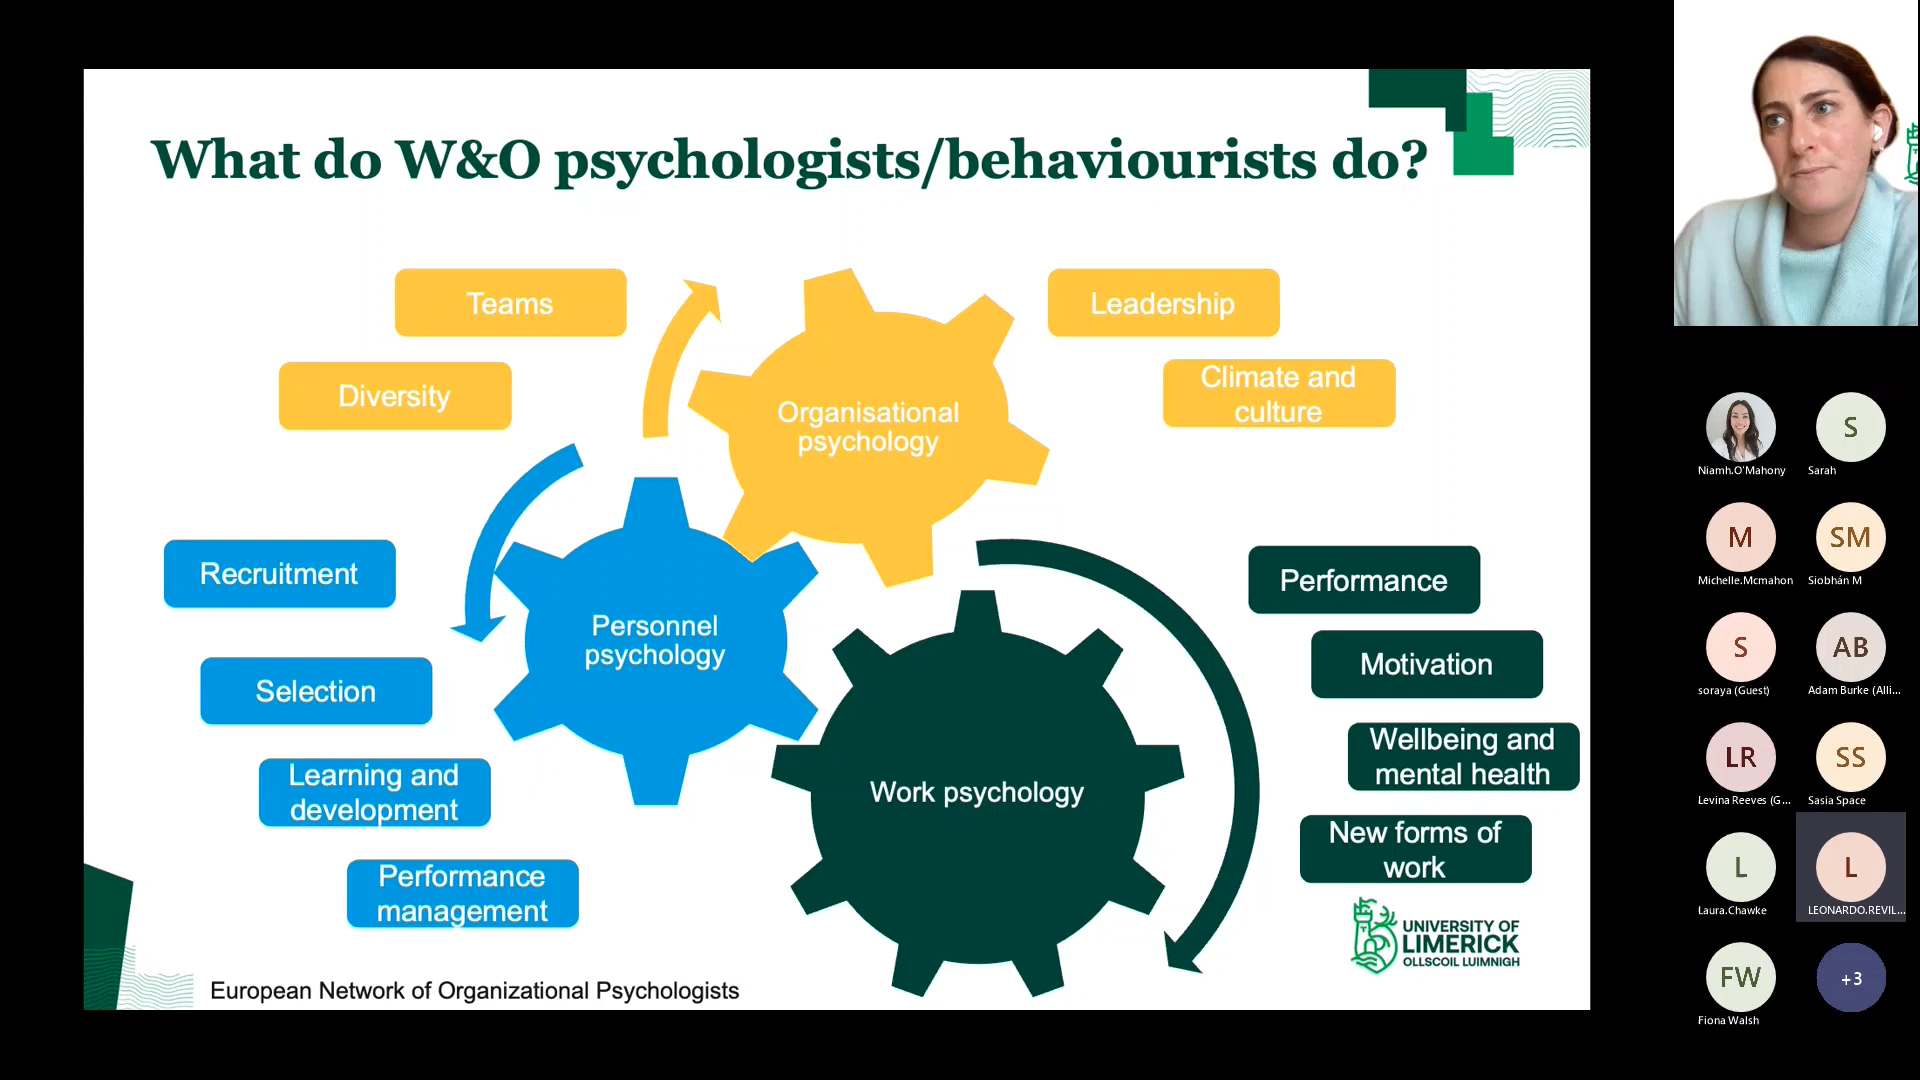 What do W&O psychologists/behaviourists do?
Teams
Leadership
Diversity
Climate and
culture
Organisational
psychology
Recruitment
Selection
Learning and
development
Performance
management
Personnel
psychology
Performance
Motivation
Wellbeing and
mental health
New forms of
work
Work psychology
UNIVERSITY OF
LIMERICK
OLLSCOIL LUIMNIGH
European Network of Organizational Psychologists
Niamh.O'Mahony
S
Sarah
M
Michelle.Mcmahon
SM
Siobhán M
S
soraya (Guest)
AB
Adam Burke (Alli...
LR
Levina Reeves (G...
SS
Sasia Space
L
Laura.Chawke
L
LEONARDO.REVIL...
FW
Fiona Walsh
+3